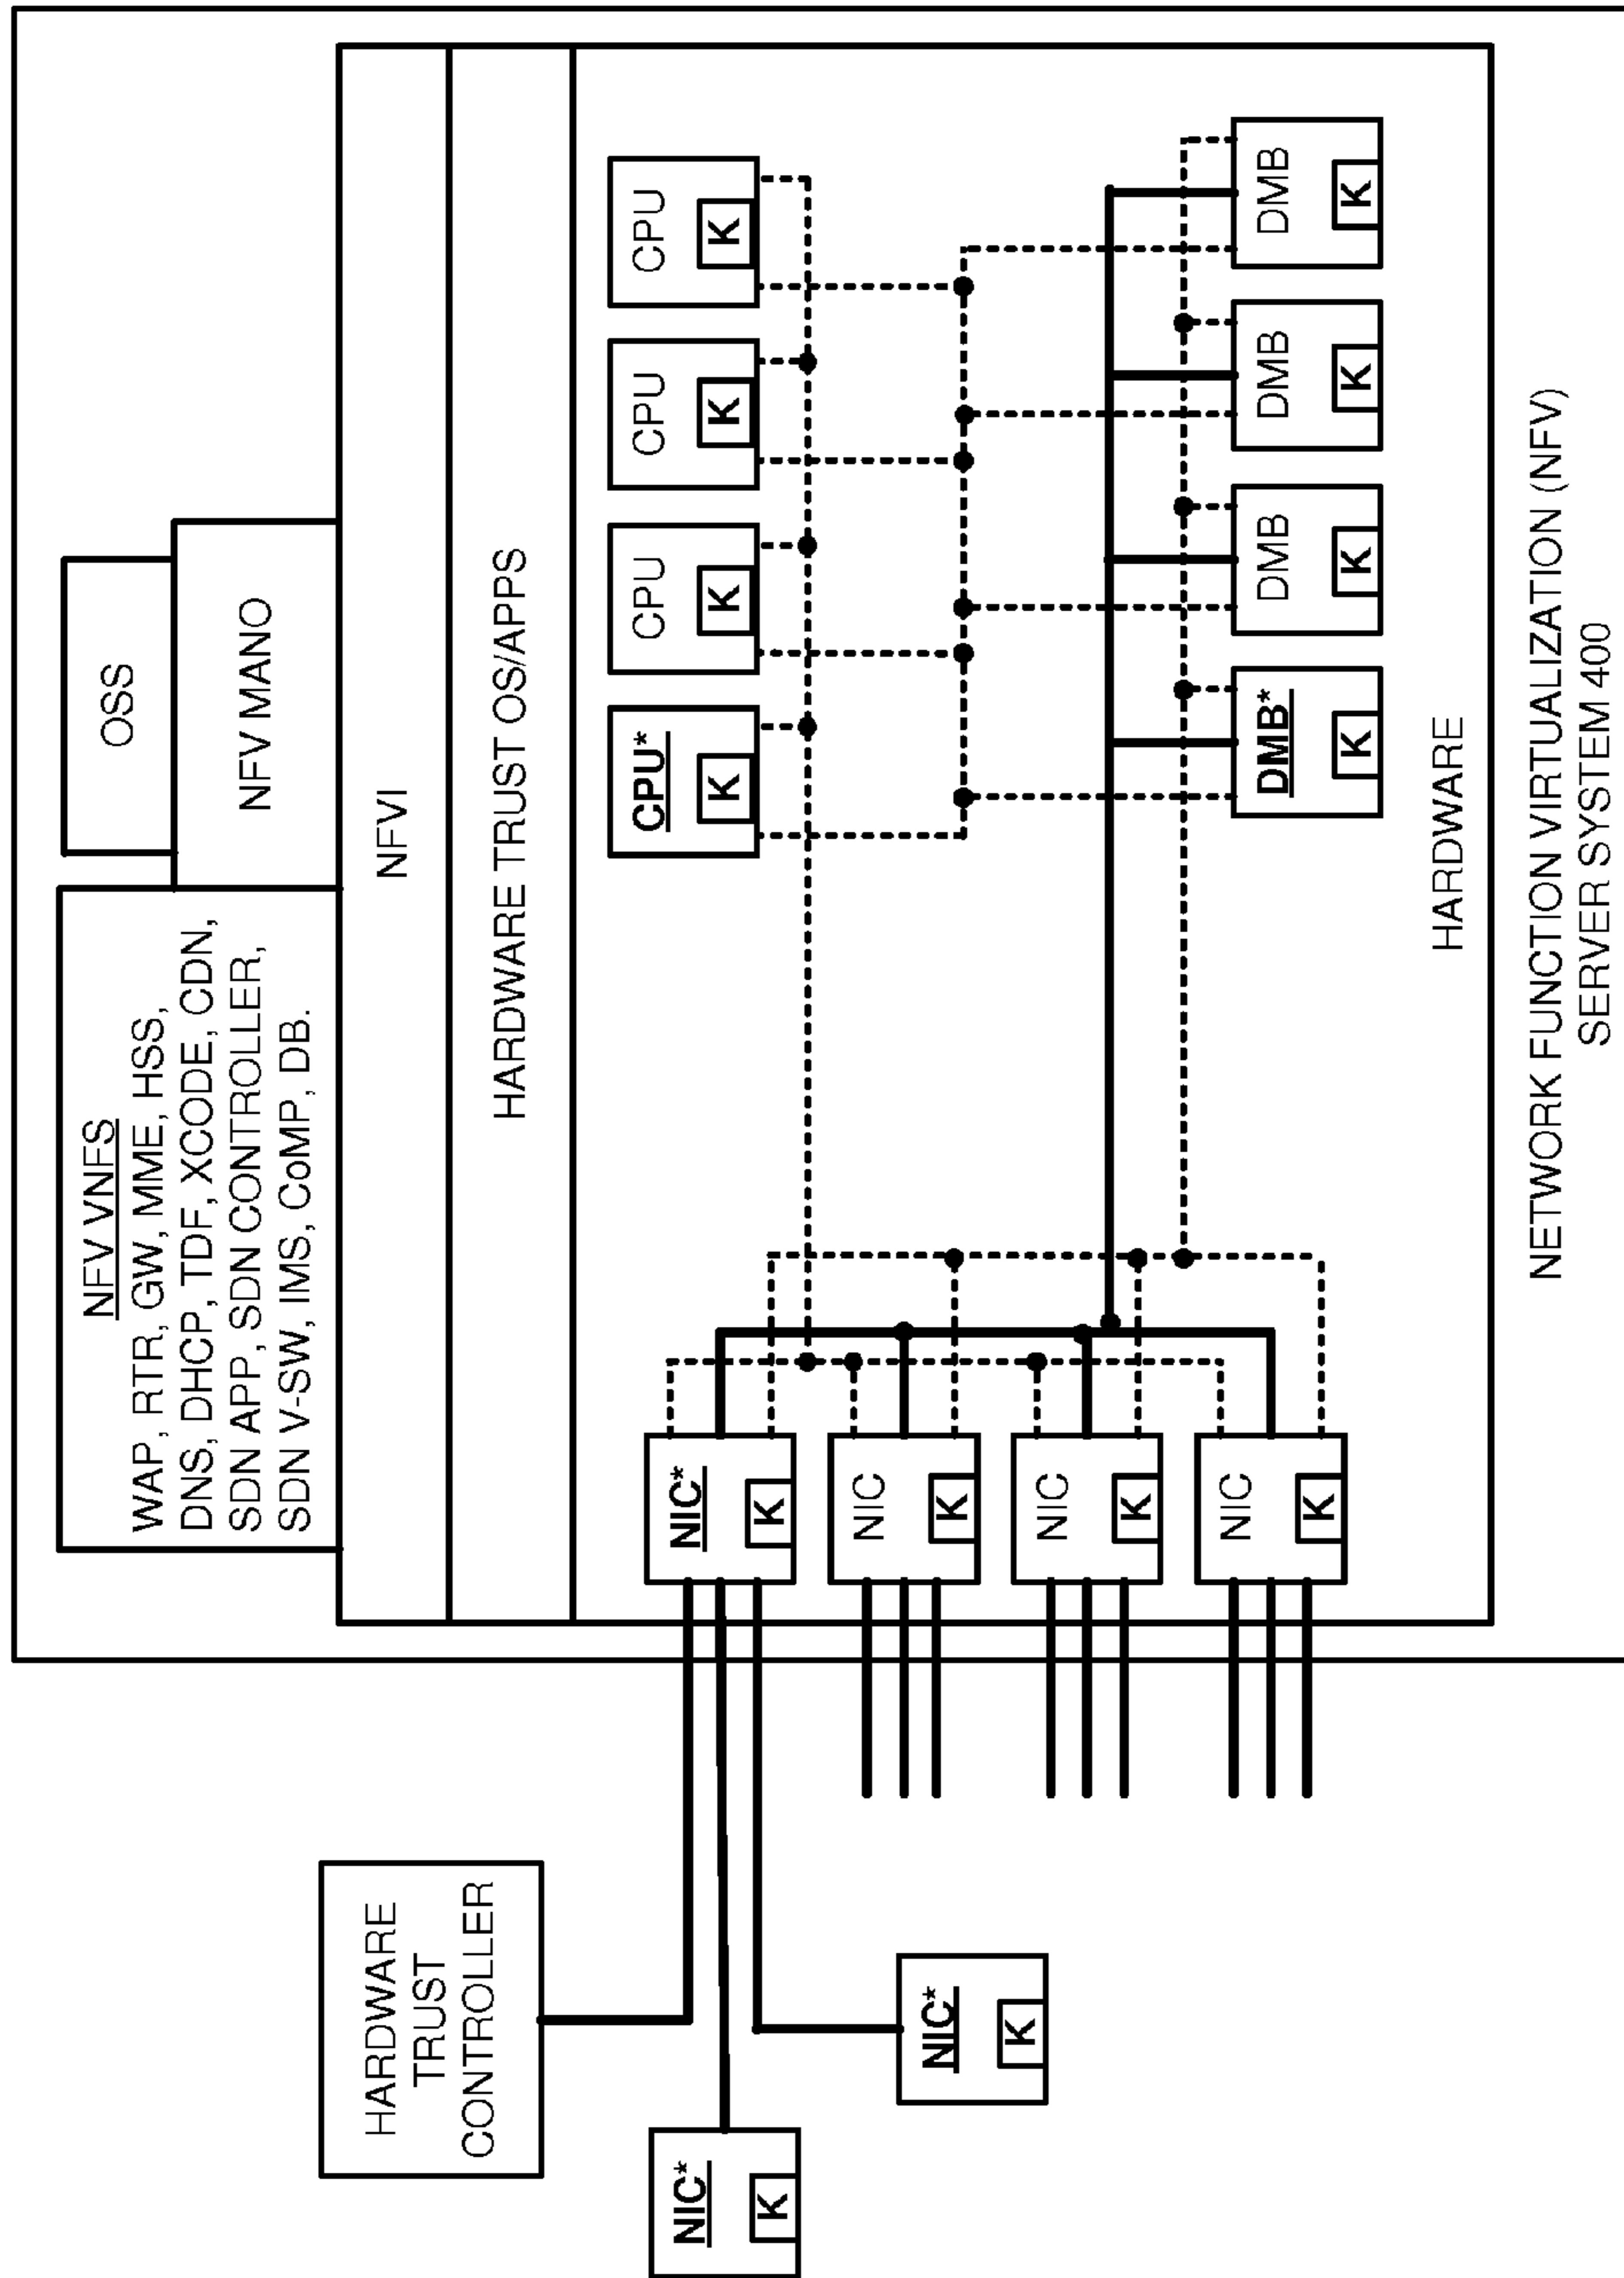 NFV VNFS
WAP, RTR, GW, MME, HSS,
DNS, DHCP, TDF, XCODE, CDN,
SDN APP, SDN CONTROLLER,
SDN V-SW, IMS, CoMP, DB.
OSS
NFV MANO
NFVI
HARDWARE TRUST OS/APPS
HARDWARE
TRUST
CONTROLLER
NIC*
K
NIC*
K
NIC*
K
NIC
K
NIC
K
NIC
K
CPU*
K
CPU
K
CPU
K
CPU
K
DMB*
K
DMB
K
DMB
K
DMB
K
HARDWARE
NETWORK FUNCTION VIRTUALIZATION (NFV)
SERVER SYSTEM 400